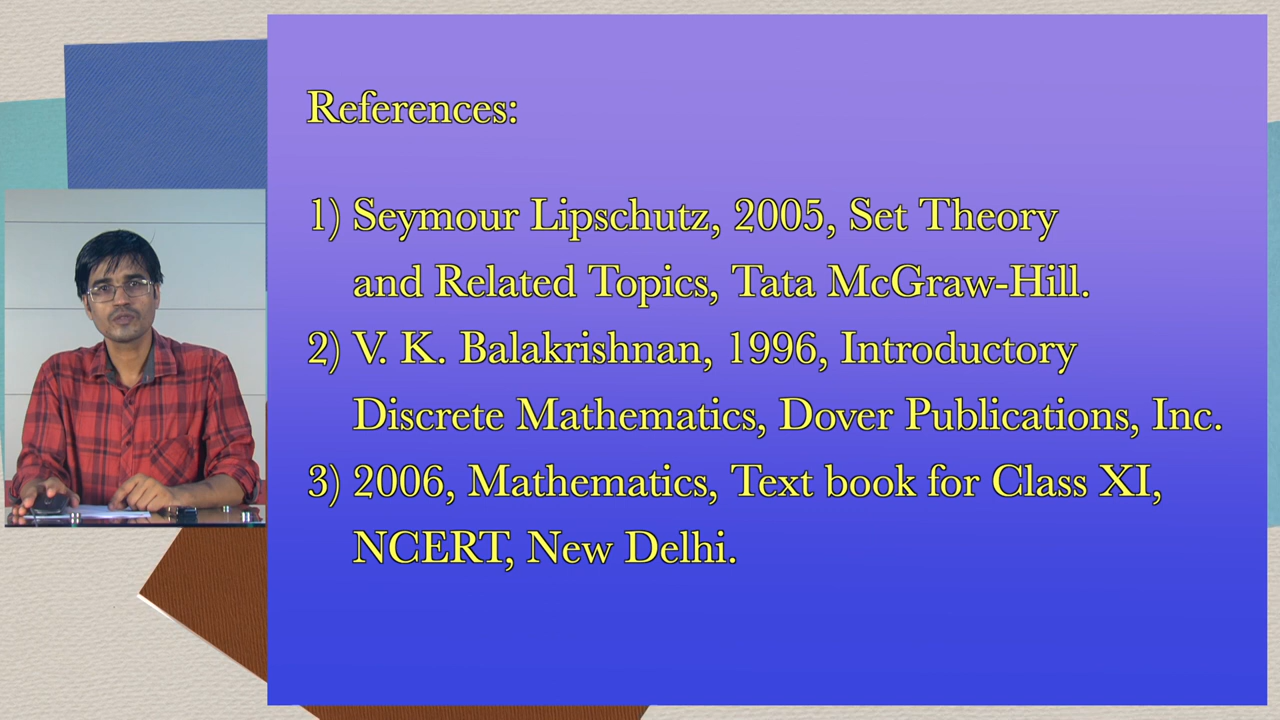 References:
1) Seymour Lipschutz, 2005, Set Theory
and Related Topics, Tata McGraw-Hill.
2) V. K. Balakrishnan, 1996, Introductory
Discrete Mathematics, Dover Publications, Inc.
3) 2006, Mathematics, Text book for Class XI,
NCERT, New Delhi.